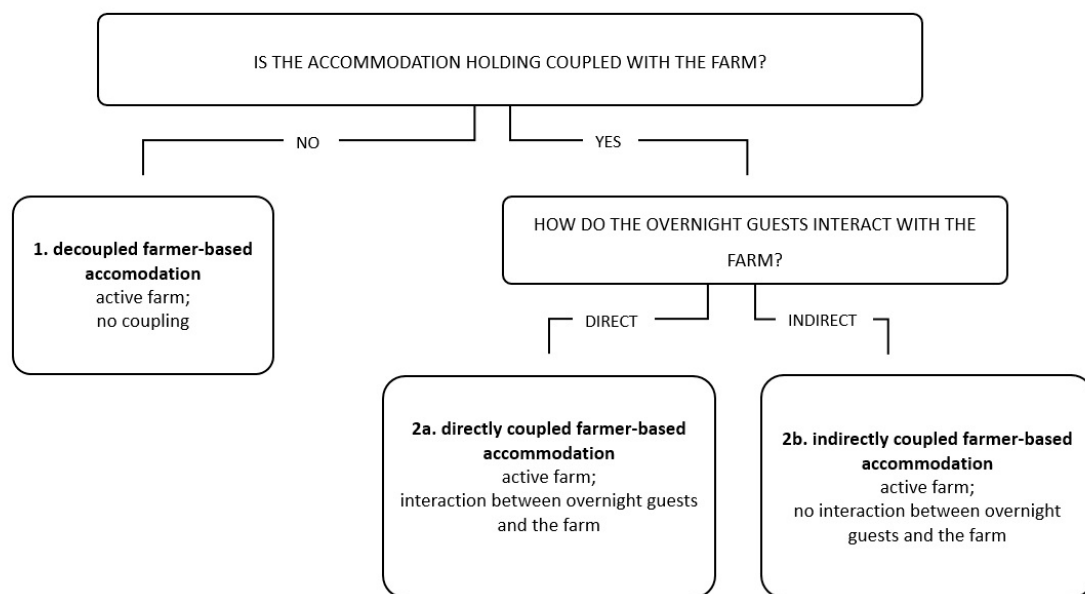 IS THE ACCOMMODATION HOLDING COUPLED WITH THE FARM?
NO
YES
1. decoupled farmer-based
accomodation
active farm;
no coupling
HOW DO THE OVERNIGHT GUESTS INTERACT WITH THE
FARM?
DIRECT
INDIRECT
2a. directly coupled farmer-based
accommodation
active farm;
interaction between overnight guests
and the farm
2b. indirectly coupled farmer-based
accommodation
active farm;
no interaction between overnight
guests and the farm